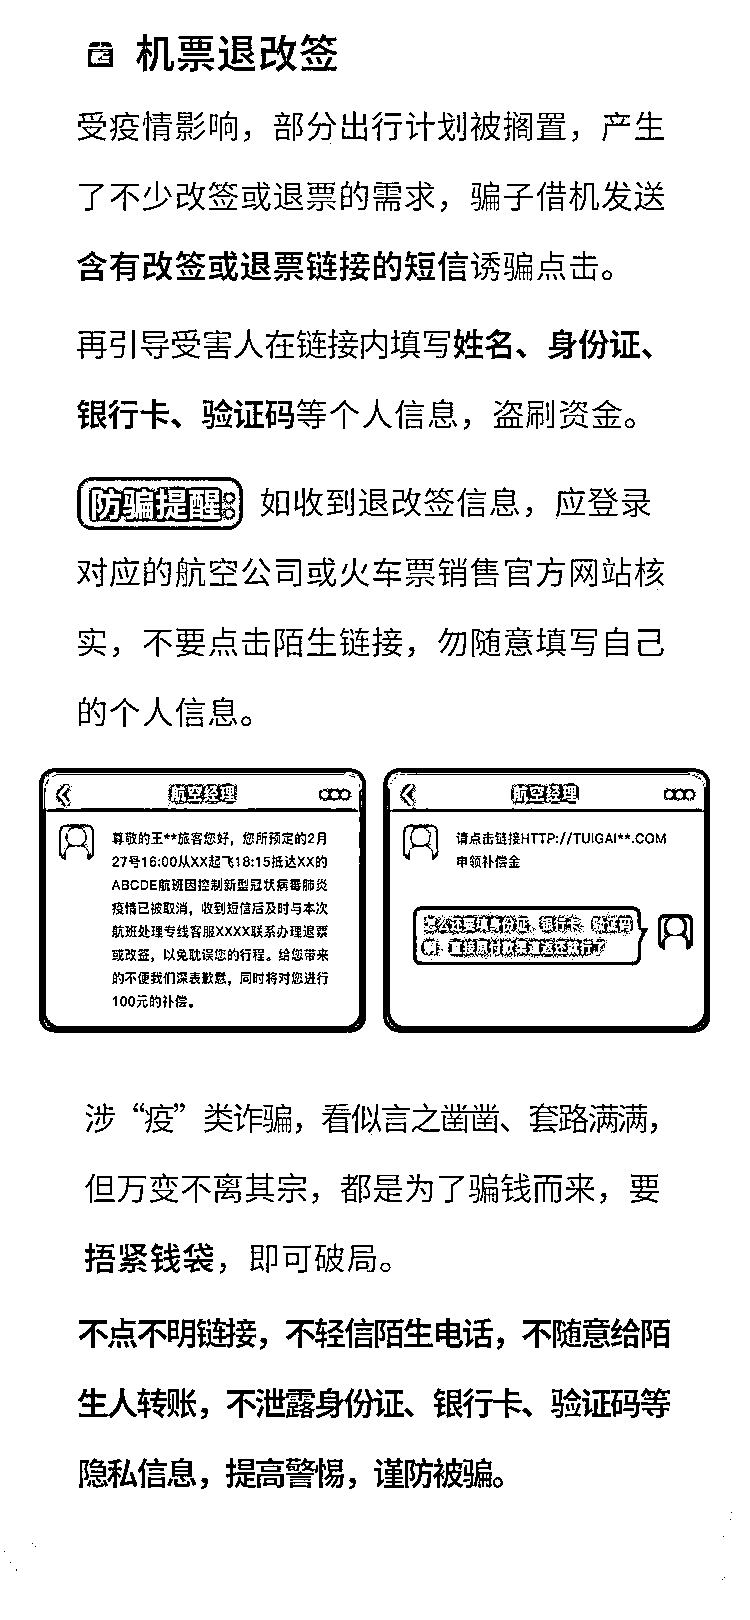 机票退改签
受疫情影响，部分出行计划被搁置，产生
了不少改签或退票的需求，骗子借机发送
含有改签或退票链接的短信诱骗点击。
再引导受害人在链接内填写姓名、身份证、
银行卡、验证码等个人信息，盗刷资金。
防骗提醒：如收到退改签信息，应登录
对应的航空公司或火车票销售官方网站核
实，不要点击陌生链接，勿随意填写自己
的个人信息。
航空经理
尊敬的王**旅客您好，您所预定的2月
27号16:00从XX起飞18:15抵达XX的
ABCDE航班因控制新型冠状病毒肺炎
疫情已被取消，收到短信后及时与本次
航班处理专线客服XXXX联系办理退票
或改签，以免耽误您的行程。给您带来
的不便我们深表歉意，同时将对您进行
100元的补偿。
航空经理
请点击链接HTTP://TUIGAI**.COM
申领补偿金
怎么还要填身份证、银行卡、验证码
涉“疫”类诈骗，看似言之凿凿、套路满满，
但万变不离其宗，都是为了骗钱而来，要
捂紧钱袋，即可破局。
不点不明链接，不轻信陌生电话，不随意给陌
生人转账，不泄露身份证、银行卡、验证码等
隐私信息，提高警惕，谨防被骗。